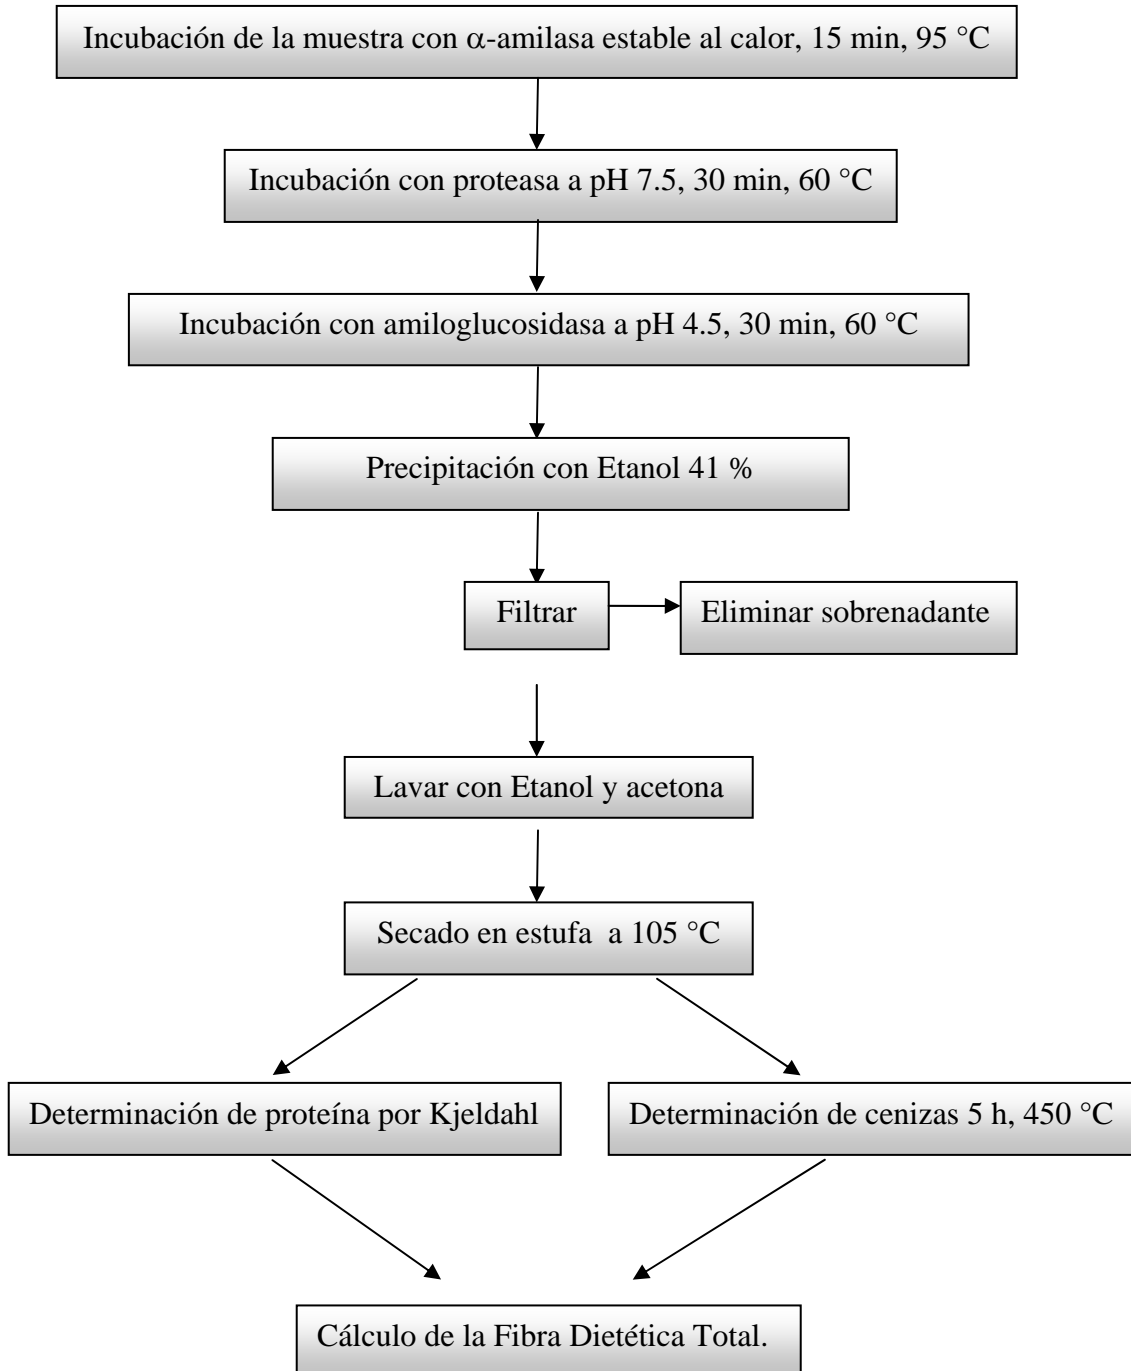 Incubación de la muestra con α-amilasa estable al calor, 15 min, 95 °C
Incubación con proteasa a pH 7.5, 30 min, 60 °C
Incubación con amiloglucosidasa a pH 4.5, 30 min, 60 °C
Precipitación con Etanol 41 %
Filtrar
Eliminar sobrenadante
Lavar con Etanol y acetona
Secado en estufa a 105 °C
Determinación de proteína por Kjeldahl
Determinación de cenizas 5 h, 450 °C
Cálculo de la Fibra Dietética Total.